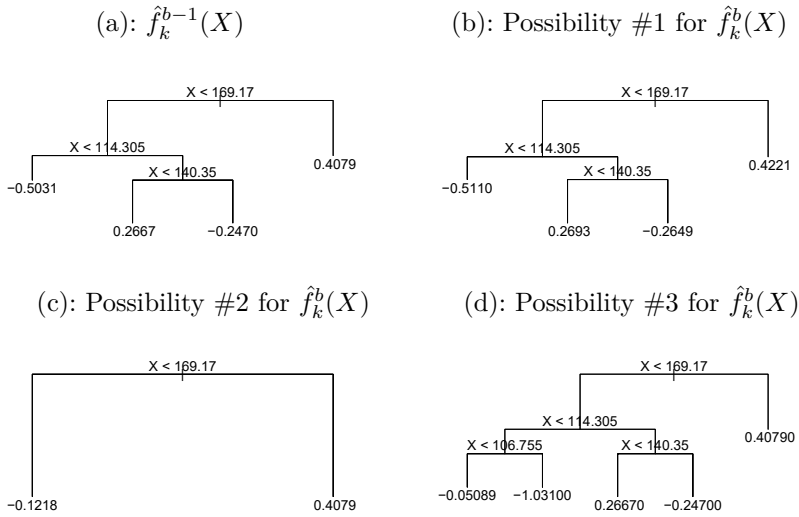 (a): f̂_k^{b−1}(X)
X < 169.17
X < 114.305
−0.5031
X < 140.35
0.2667
−0.2470
0.4079
(b): Possibility #1 for f̂_k^b(X)
X < 169.17
X < 114.305
−0.5110
X < 140.35
0.2693
−0.2649
0.4221
(c): Possibility #2 for f̂_k^b(X)
X < 169.17
−0.1218
0.4079
(d): Possibility #3 for f̂_k^b(X)
X < 169.17
X < 114.305
X < 106.755
X < 140.35
0.40790
−0.05089
−1.03100
0.26670
−0.24700